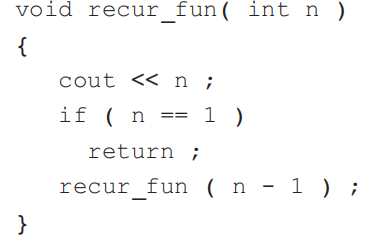 void recur_fun( int n )
{
cout << n ;
if ( n == 1 )
return ;
recur_fun ( n - 1 ) ;
}